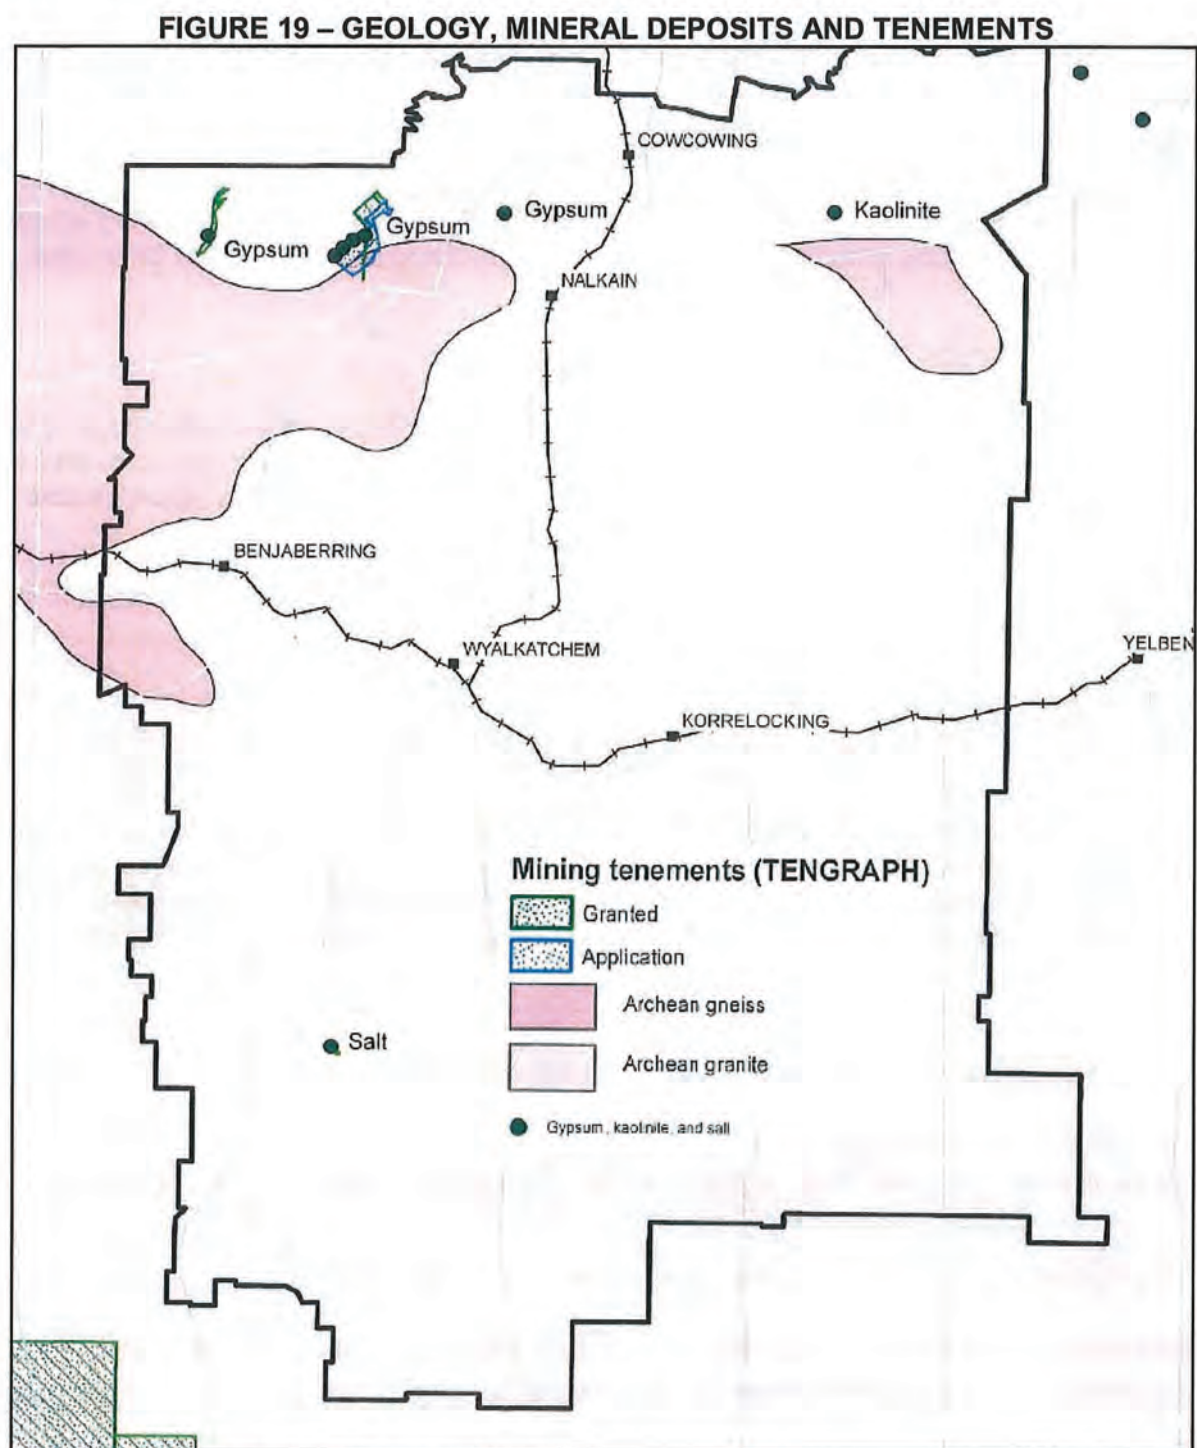 FIGURE 19 – GEOLOGY, MINERAL DEPOSITS AND TENEMENTS
COWCOWING
Gypsum
Kaolinite
Gypsum
Gypsum
NALKAIN
BENJABERRING
WYALKATCHEM
YELBEN
KORRELOCKING
Mining tenements (TENGRAPH)
Granted
Application
Archean gneiss
Archean granite
Salt
Gypsum, kaolinite, and salt